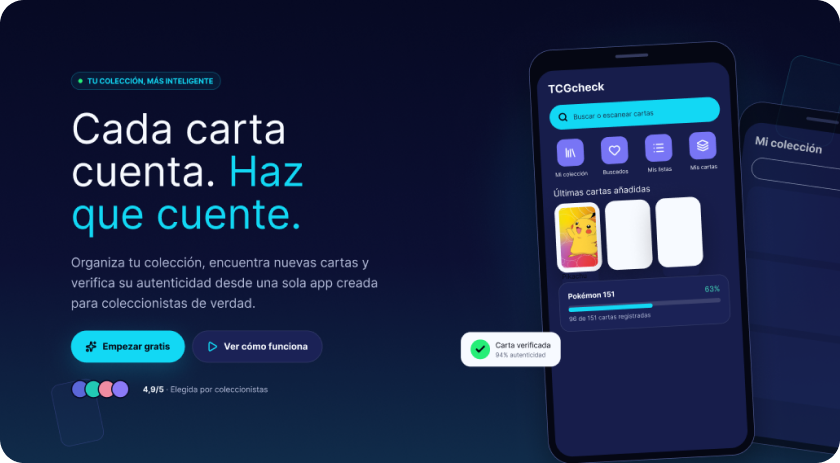 TU COLECCIÓN, MÁS INTELIGENTE
Cada carta
cuenta. Haz
que cuente.
Organiza tu colección, encuentra nuevas cartas y
verifica su autenticidad desde una sola app creada
para coleccionistas de verdad.
Empezar gratis
Ver cómo funciona
4,9/5 · Elegida por coleccionistas
TCGcheck
Buscar o escanear cartas
Mi colección
Buscados
Mis listas
Mis cartas
Últimas cartas añadidas
Pokémon 151
63%
96 de 151 cartas registradas
Carta verificada
94% autenticidad
Mi colección